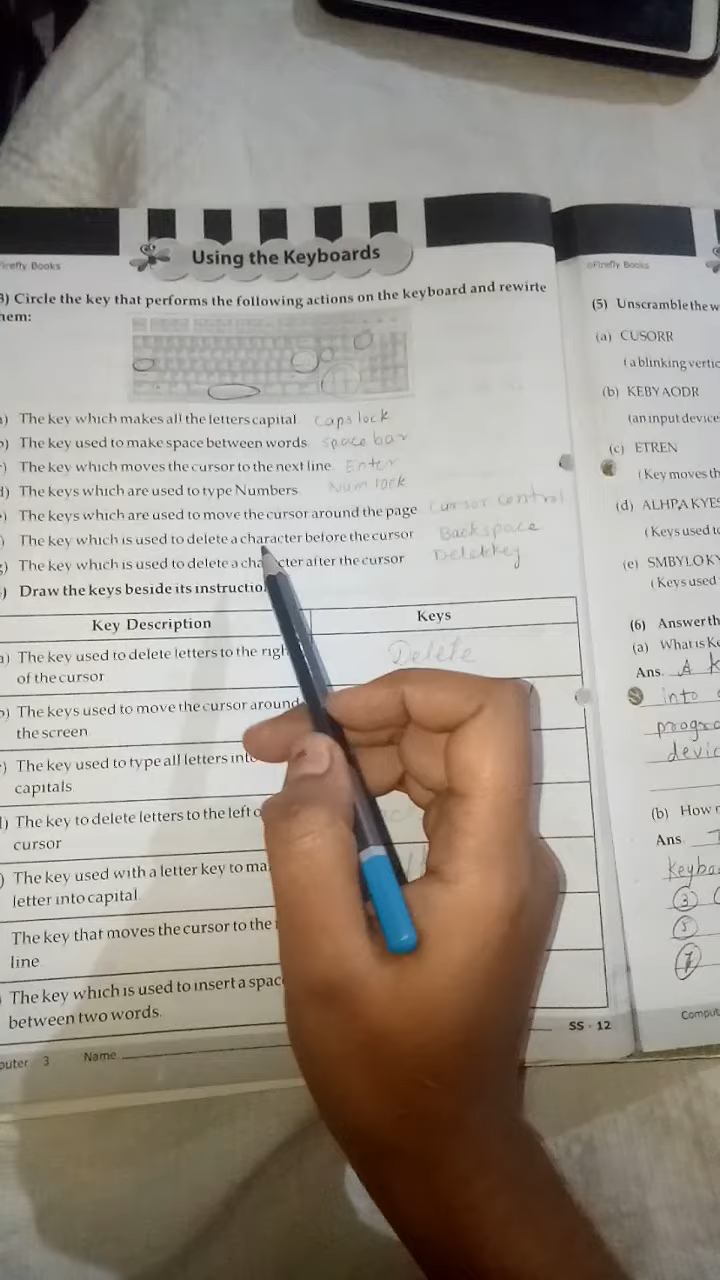 Firefly Books
Using the Keyboards
3) Circle the key that performs the following actions on the keyboard and rewirte
hem:
) The key which makes all the letters capital caps lock
) The key used to make space between words space bar
) The key which moves the cursor to the next line Enter
) The keys which are used to type Numbers Num lock
) The keys which are used to move the cursor around the page Cursor control
) The key which is used to delete a character before the cursor Backspace
) The key which is used to delete a cha cter after the cursor
) Draw the keys beside its instructio
Key Description Keys
) The key used to delete letters to the righ Delete
of the cursor
) The keys used to move the cursor around
the screen
) The key used to type all letters into
capitals
) The key to delete letters to the left o
cursor
) The key used with a letter key to ma
letter into capital
The key that moves the cursor to the
line
The key which is used to insert a spac
between two words.
puter 3 Name
SS - 12
©Firefly Books
(5) Unscramble the w
(a) CUSORR
(a blinking vertic
(b) KEBYAODR
(an input device
(c) ETREN
(Key moves th
(d) ALHPAKYES
(Keys used to
(e) SMBYLOKY
(Keys used
(6) Answer th
(a) What is Ke
Ans. A K
into
progra
devic
(b) How
Ans
Keyboa
3
5
7
Comput